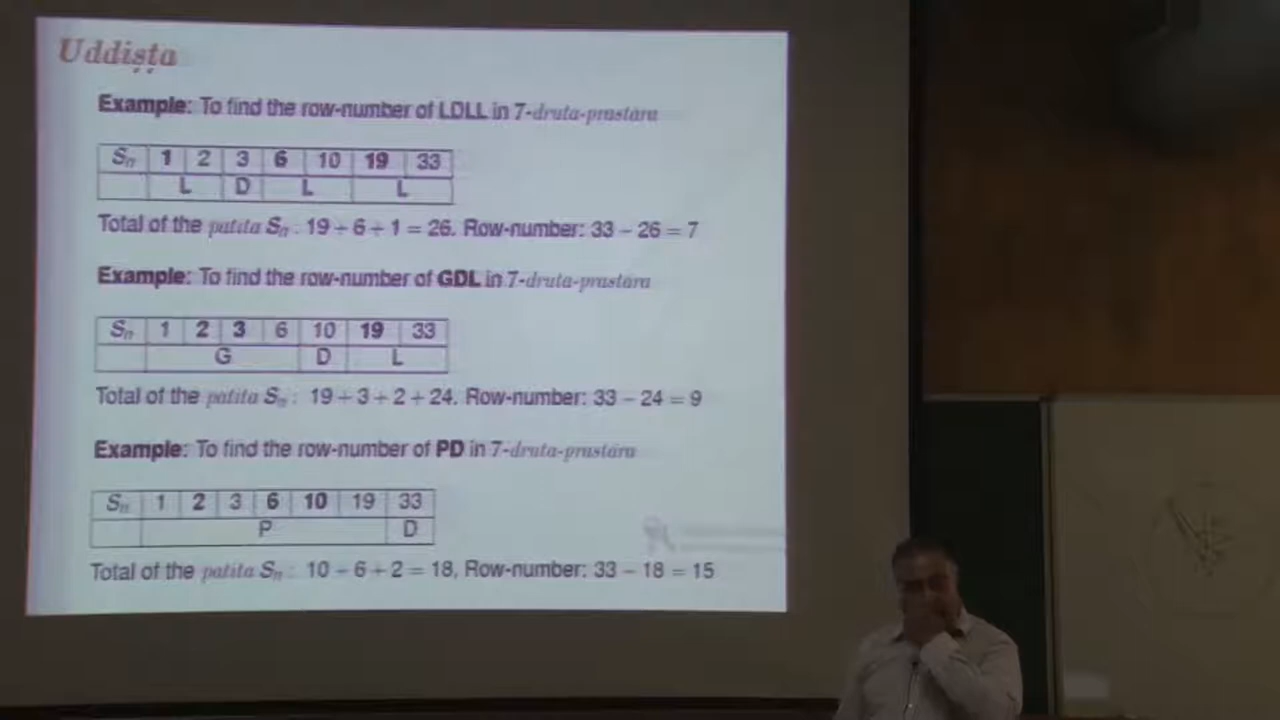 Uddiṣṭa
Example: To find the row-number of LDLL in 7-druta-prastāra
Sₙ 1 2 3 6 10 19 33
L D L L
Total of the patita Sₙ : 19 + 6 + 1 = 26. Row-number: 33 − 26 = 7
Example: To find the row-number of GDL in 7-druta-prastāra
Sₙ 1 2 3 6 10 19 33
G D L
Total of the patita Sₙ : 19 + 3 + 2 + 24. Row-number: 33 − 24 = 9
Example: To find the row-number of PD in 7-druta-prastāra
Sₙ 1 2 3 6 10 19 33
P D
Total of the patita Sₙ : 10 + 6 + 2 = 18, Row-number: 33 − 18 = 15